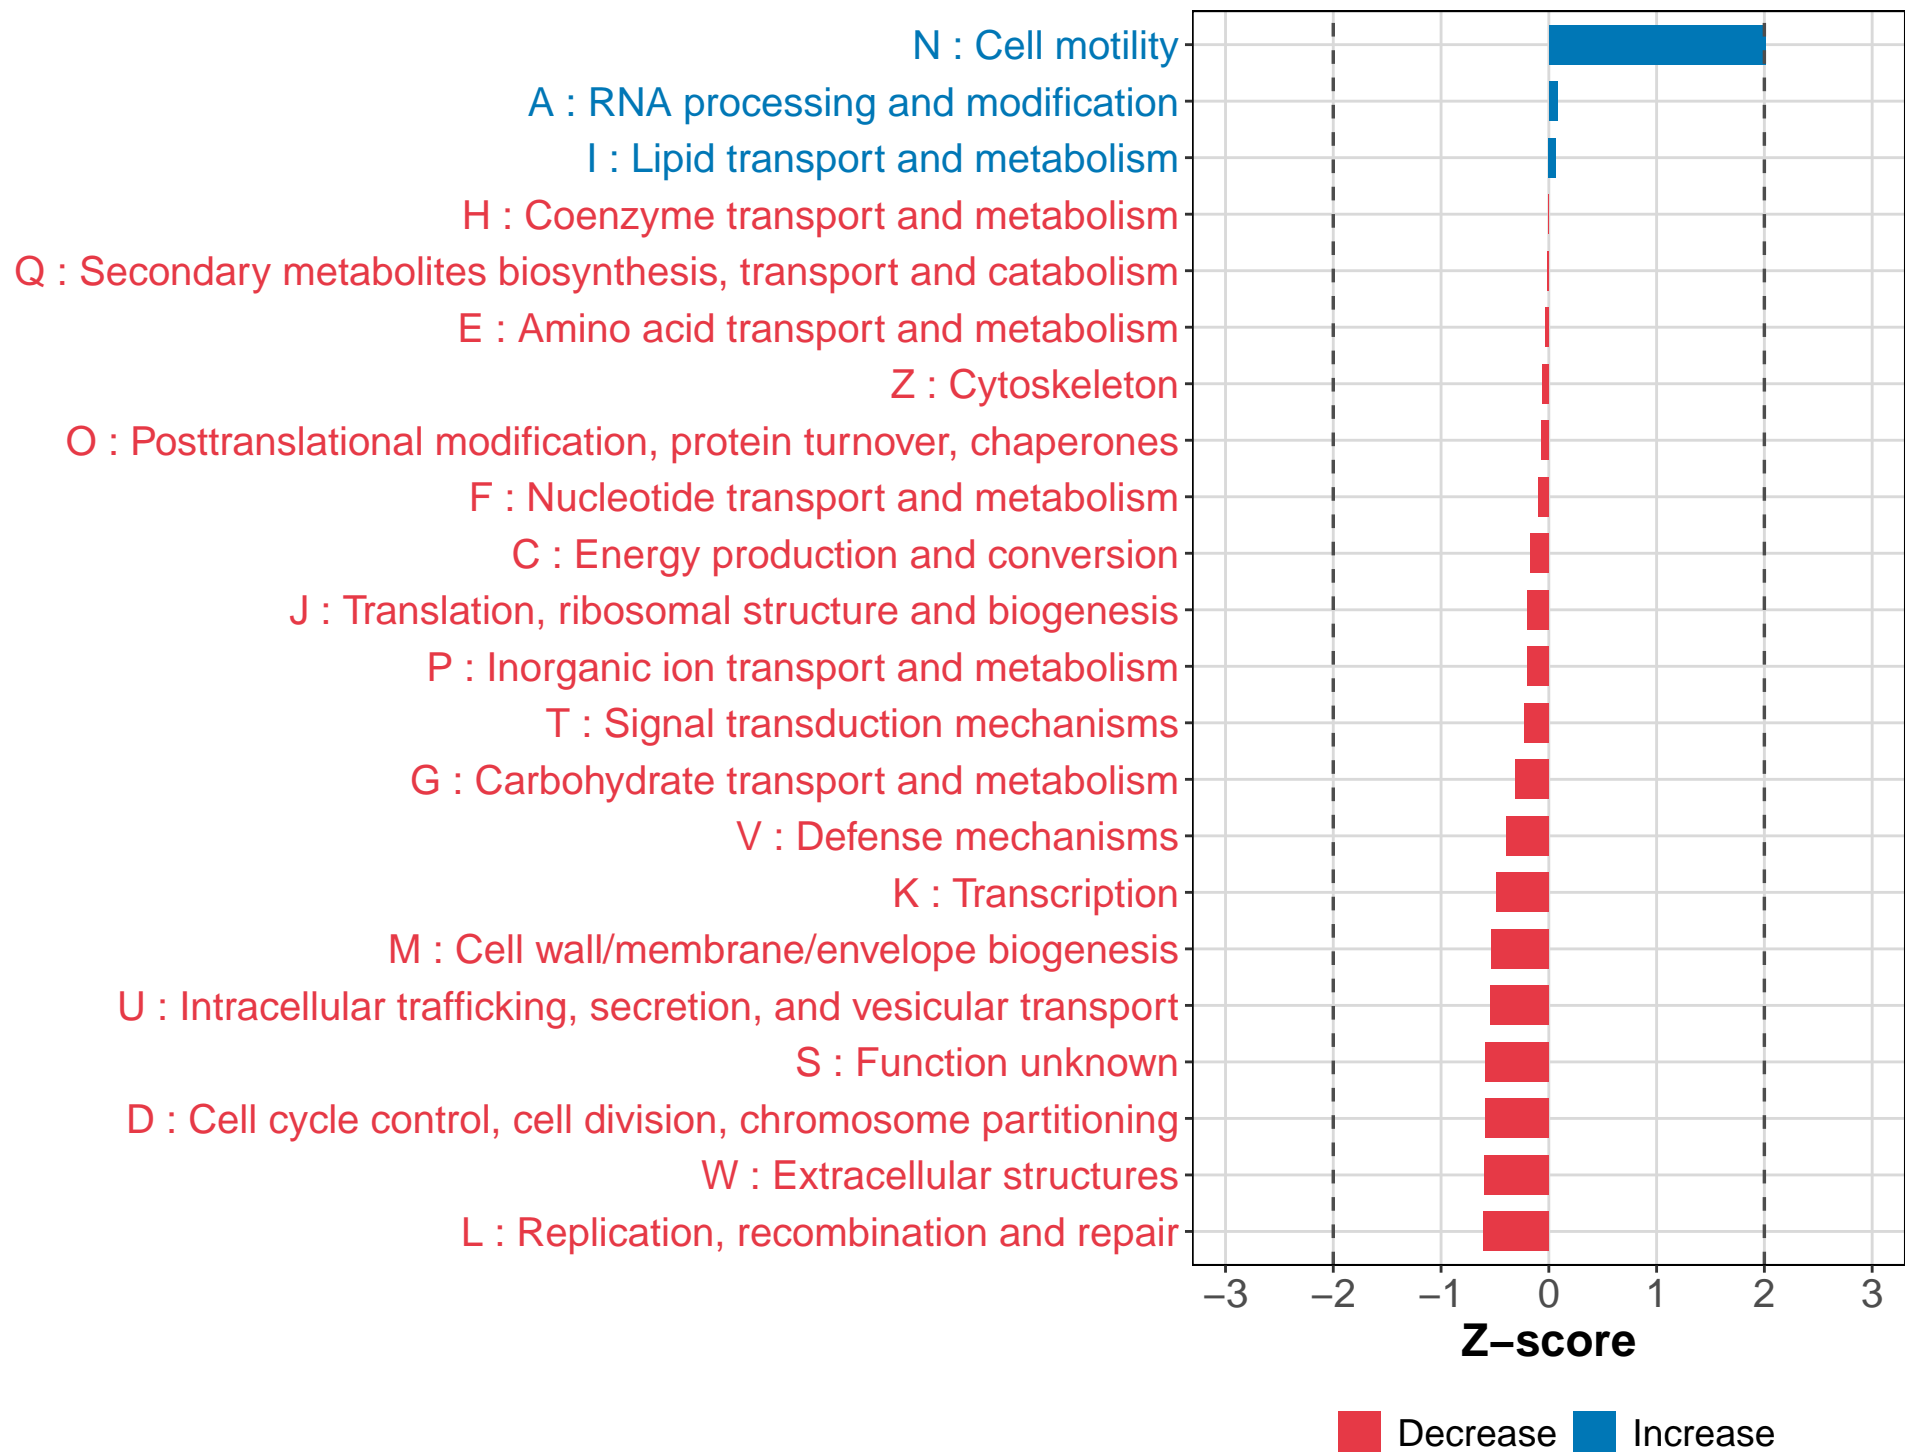 N : Cell motility
A : RNA processing and modification
I : Lipid transport and metabolism
H : Coenzyme transport and metabolism
Q : Secondary metabolites biosynthesis, transport and catabolism
E : Amino acid transport and metabolism
Z : Cytoskeleton
O : Posttranslational modification, protein turnover, chaperones
F : Nucleotide transport and metabolism
C : Energy production and conversion
J : Translation, ribosomal structure and biogenesis
P : Inorganic ion transport and metabolism
T : Signal transduction mechanisms
G : Carbohydrate transport and metabolism
V : Defense mechanisms
K : Transcription
M : Cell wall/membrane/envelope biogenesis
U : Intracellular trafficking, secretion, and vesicular transport
S : Function unknown
D : Cell cycle control, cell division, chromosome partitioning
W : Extracellular structures
L : Replication, recombination and repair
−3 −2 −1 0 1 2 3
Z−score
Decrease Increase